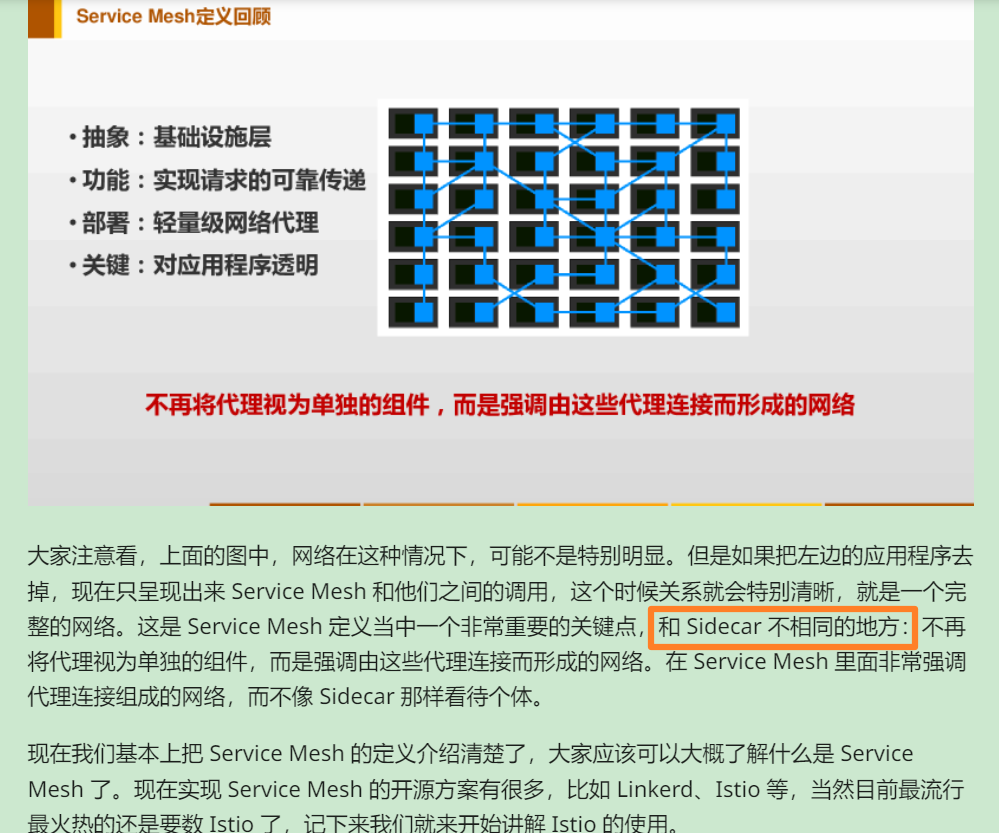 Service Mesh定义回顾
• 抽象：基础设施层
• 功能：实现请求的可靠传递
• 部署：轻量级网络代理
• 关键：对应用程序透明
不再将代理视为单独的组件，而是强调由这些代理连接而形成的网络
大家注意看，上面的图中，网络在这种情况下，可能不是特别明显。但是如果把左边的应用程序去
掉，现在只呈现出来 Service Mesh 和他们之间的调用，这个时候关系就会特别清晰，就是一个完
整的网络。这是 Service Mesh 定义当中一个非常重要的关键点，和 Sidecar 不相同的地方：不再
将代理视为单独的组件，而是强调由这些代理连接而形成的网络。在 Service Mesh 里面非常强调
代理连接组成的网络，而不像 Sidecar 那样看待个体。
现在我们基本上把 Service Mesh 的定义介绍清楚了，大家应该可以大概了解什么是 Service
Mesh 了。现在实现 Service Mesh 的开源方案有很多，比如 Linkerd、Istio 等，当然目前最流行
最火热的还是要数 Istio 了，记下来我们就来开始讲解 Istio 的使用。